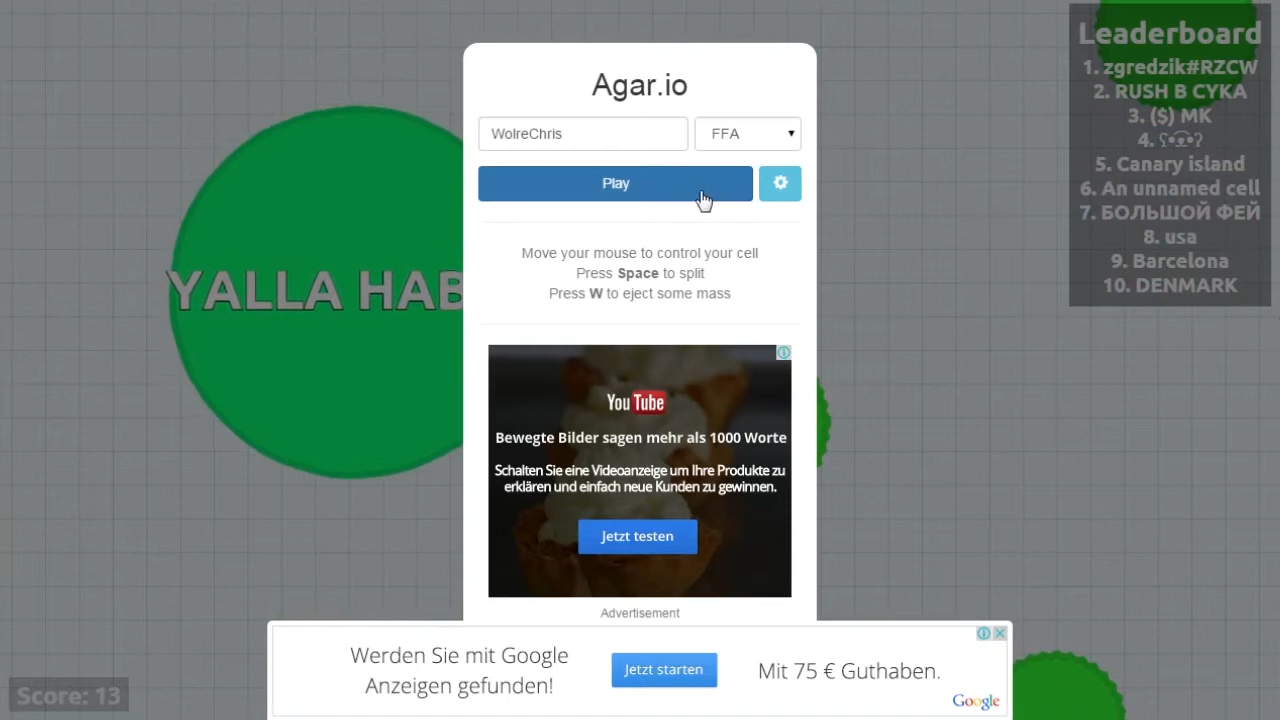 Agar.io
WolreChris
FFA
Play
Move your mouse to control your cell
Press Space to split
Press W to eject some mass
YALLA HAB
Leaderboard
1. zgredzik#RZCW
2. RUSH B CYKA
3. ($) MK
4. ʕ•ᴥ•ʔ
5. Canary island
6. An unnamed cell
7. БОЛЬШОЙ ФЕЙ
8. usa
9. Barcelona
10. DENMARK
You Tube
Bewegte Bilder sagen mehr als 1000 Worte
Schalten Sie eine Videoanzeige um Ihre Produkte zu
erklären und einfach neue Kunden zu gewinnen.
Jetzt testen
Advertisement
Werden Sie mit Google
Anzeigen gefunden!
Jetzt starten
Mit 75 € Guthaben.
Google
Score: 13